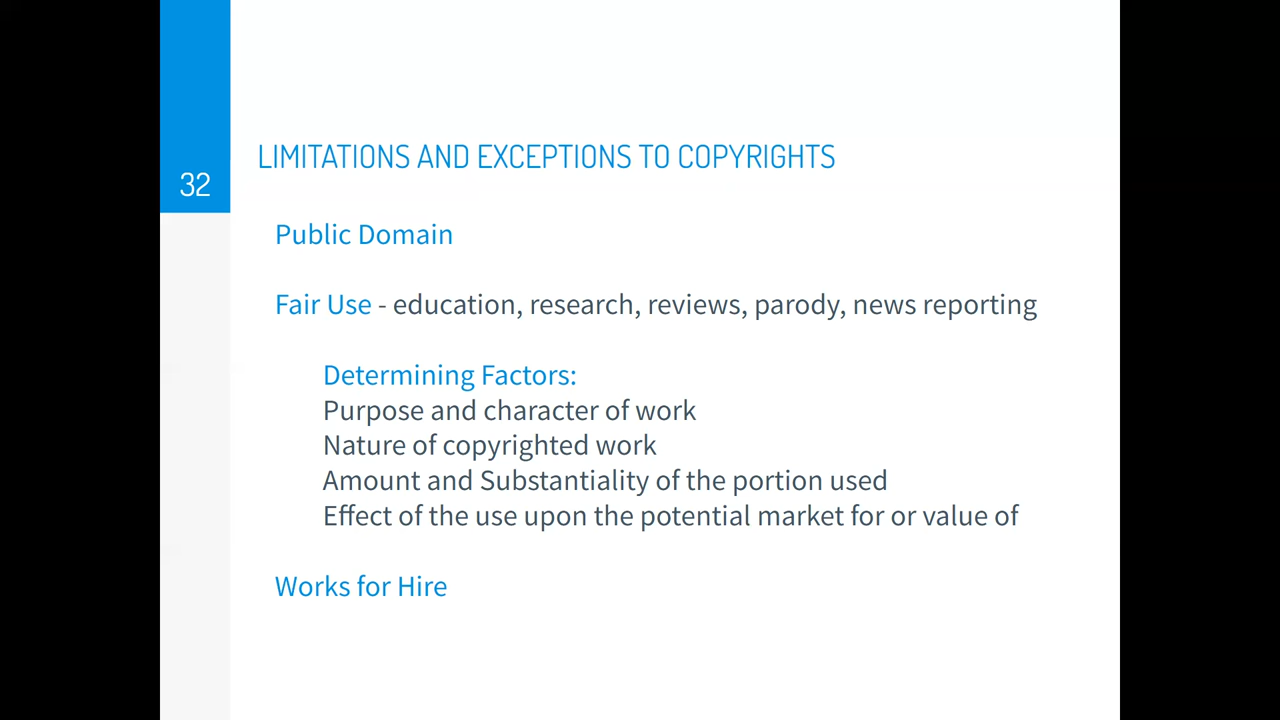 LIMITATIONS AND EXCEPTIONS TO COPYRIGHTS
32
Public Domain
Fair Use - education, research, reviews, parody, news reporting
Determining Factors:
Purpose and character of work
Nature of copyrighted work
Amount and Substantiality of the portion used
Effect of the use upon the potential market for or value of
Works for Hire